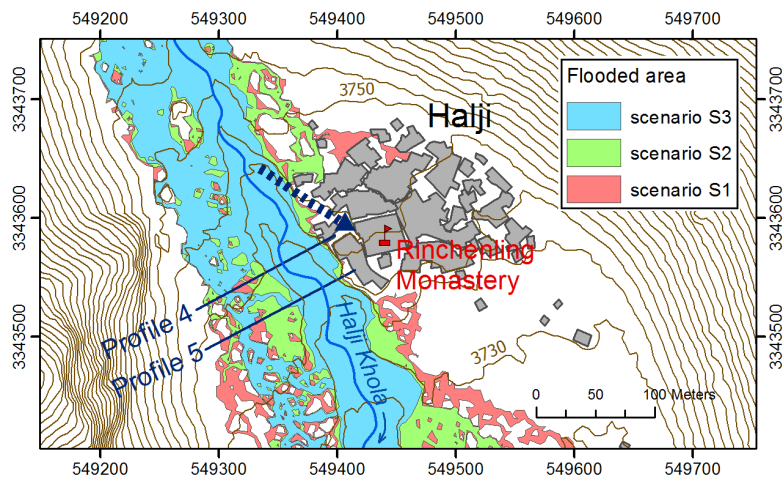 549200 549300 549400 549500 549600 549700
3343700
3343600
3343500
3750
Halji
Flooded area
scenario S3
scenario S2
scenario S1
RInchenling
Monastery
Profile 4
Profile 5
Halji Khola
3730
0 50 100 Meters
549200 549300 549400 549500 549600 549700
3343700
3343600
3343500